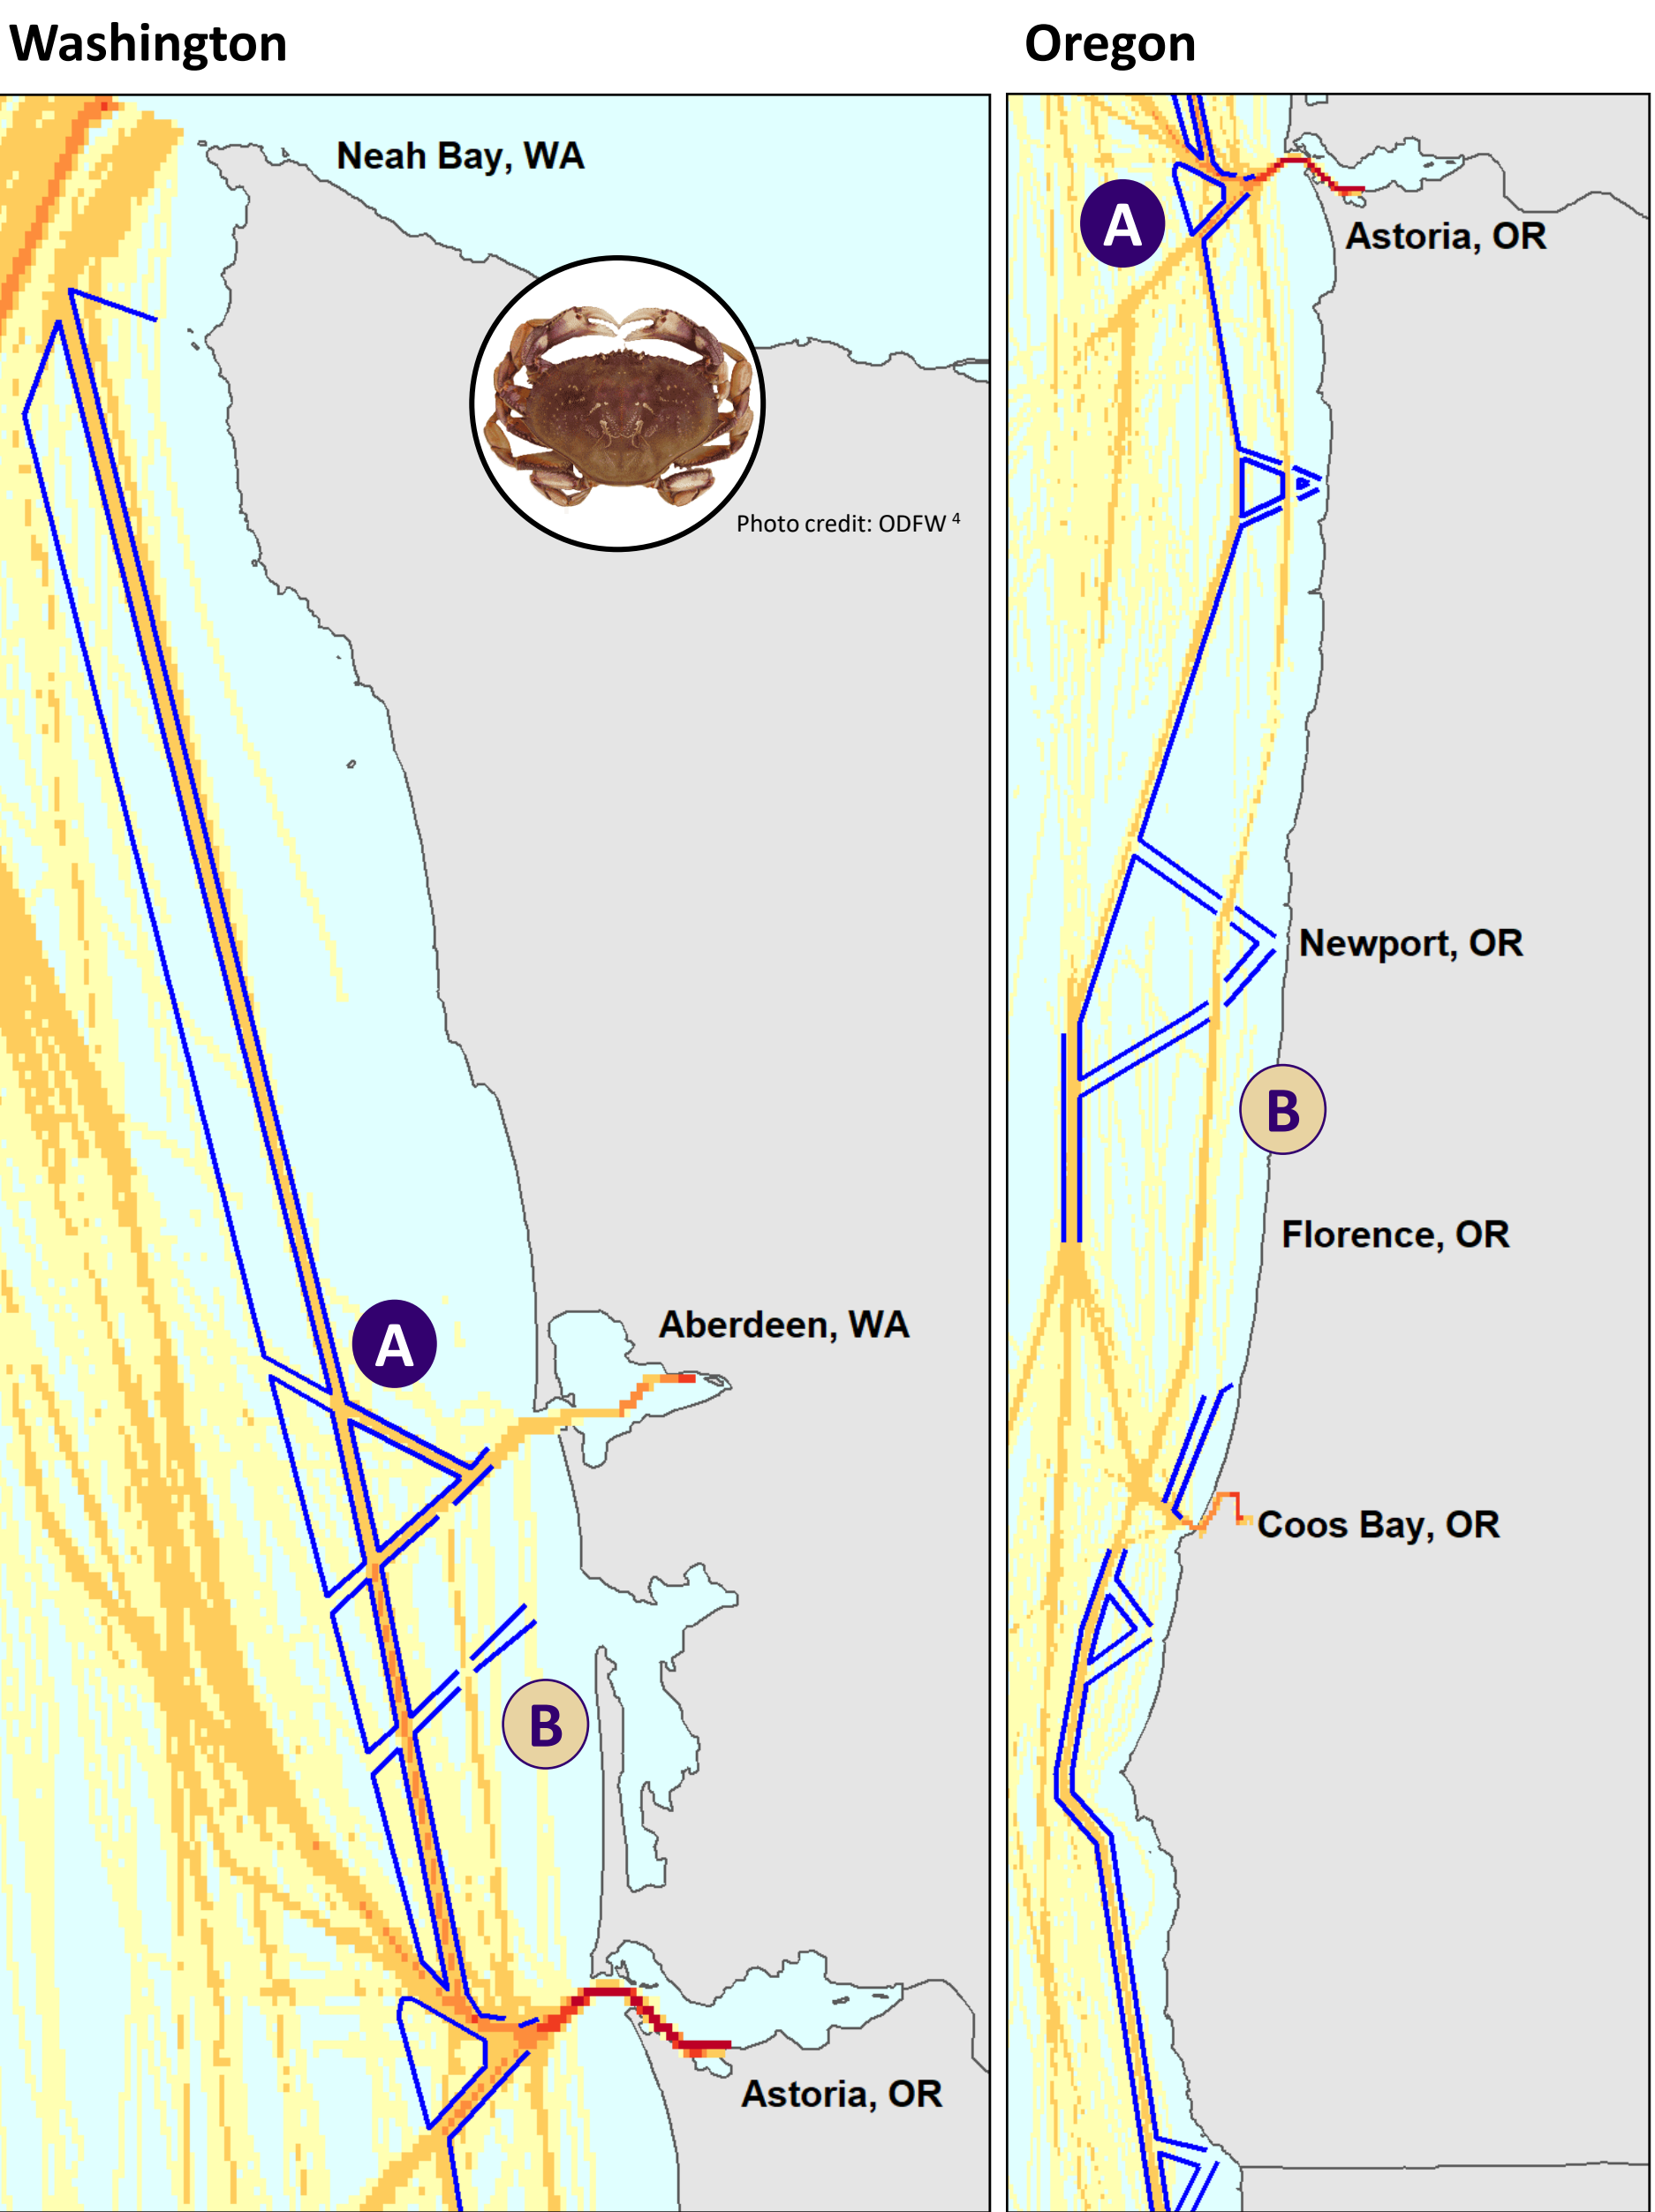 Washington
Neah Bay, WA
Photo credit: ODFW 4
A
Aberdeen, WA
B
Astoria, OR
Oregon
A
Astoria, OR
Newport, OR
B
Florence, OR
Coos Bay, OR